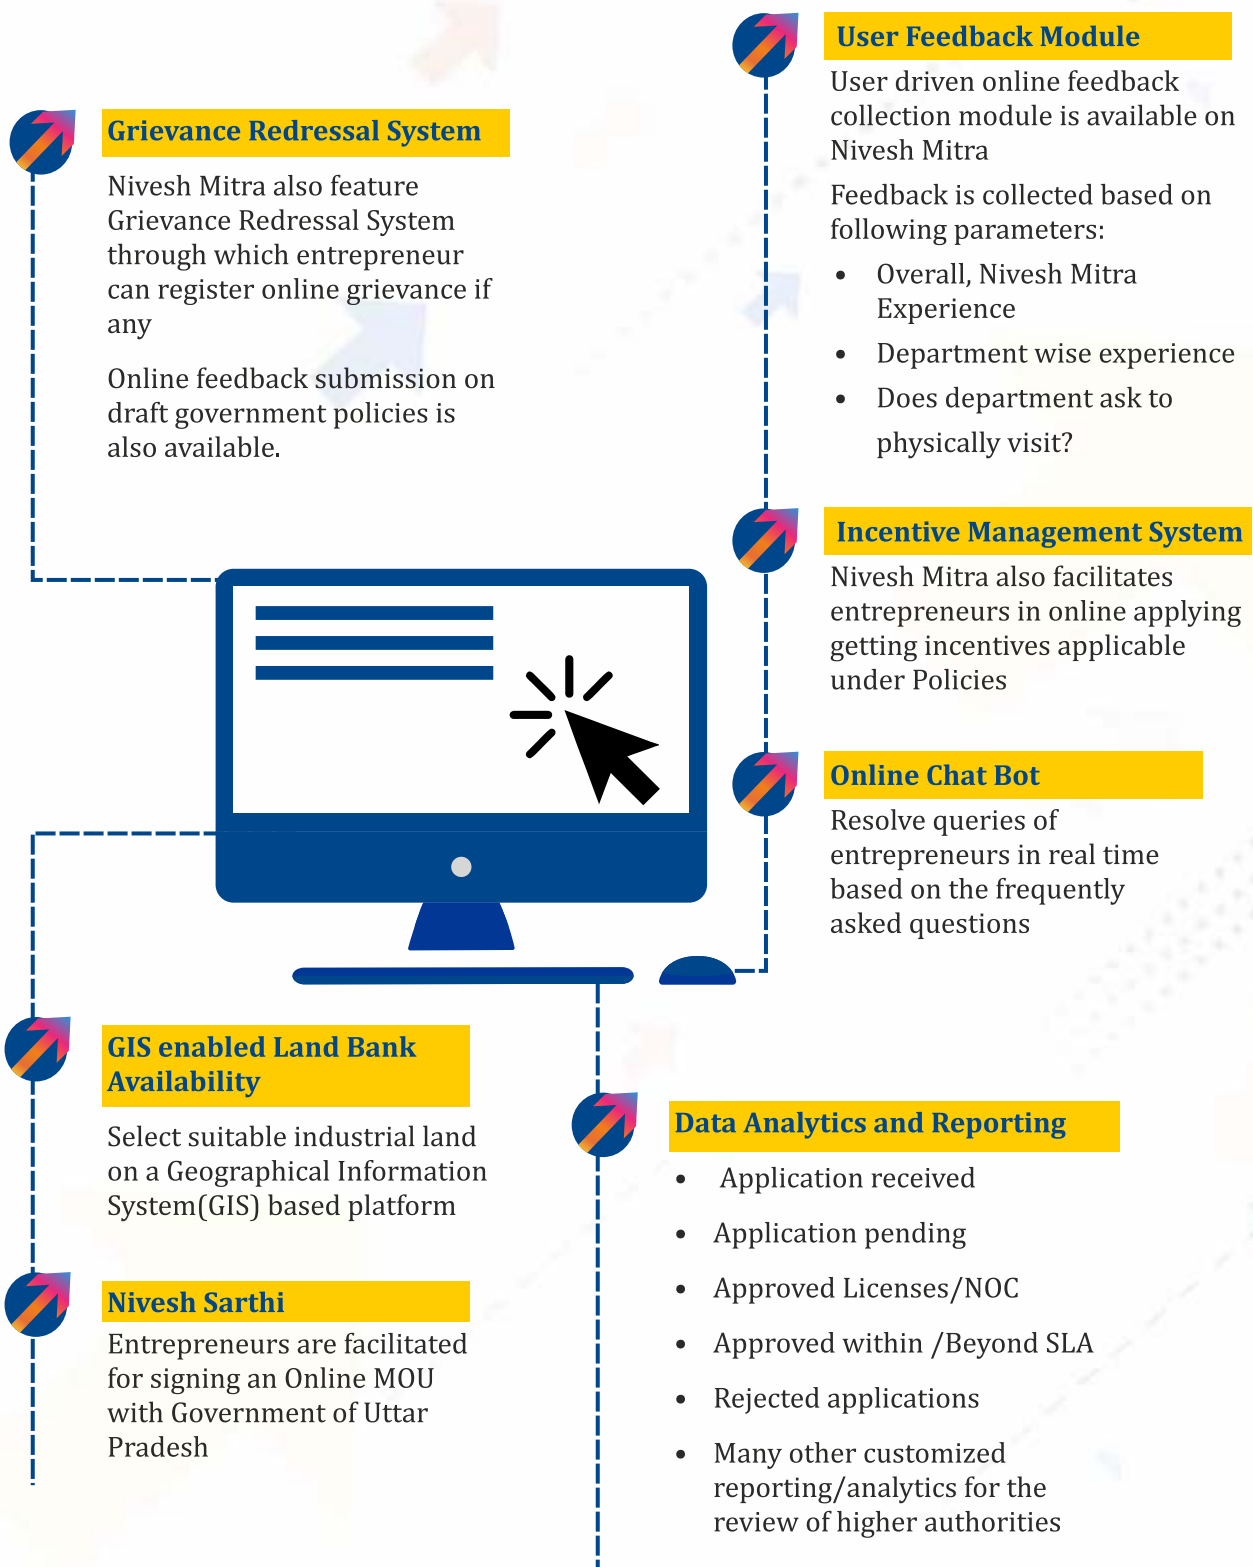 Grievance Redressal System
Nivesh Mitra also feature
Grievance Redressal System
through which entrepreneur
can register online grievance if
any
Online feedback submission on
draft government policies is
also available.
User Feedback Module
User driven online feedback
collection module is available on
Nivesh Mitra
Feedback is collected based on
following parameters:
• Overall, Nivesh Mitra
Experience
• Department wise experience
• Does department ask to
physically visit?
Incentive Management System
Nivesh Mitra also facilitates
entrepreneurs in online applying
getting incentives applicable
under Policies
Online Chat Bot
Resolve queries of
entrepreneurs in real time
based on the frequently
asked questions
GIS enabled Land Bank
Availability
Select suitable industrial land
on a Geographical Information
System(GIS) based platform
Nivesh Sarthi
Entrepreneurs are facilitated
for signing an Online MOU
with Government of Uttar
Pradesh
Data Analytics and Reporting
• Application received
• Application pending
• Approved Licenses/NOC
• Approved within /Beyond SLA
• Rejected applications
• Many other customized
reporting/analytics for the
review of higher authorities